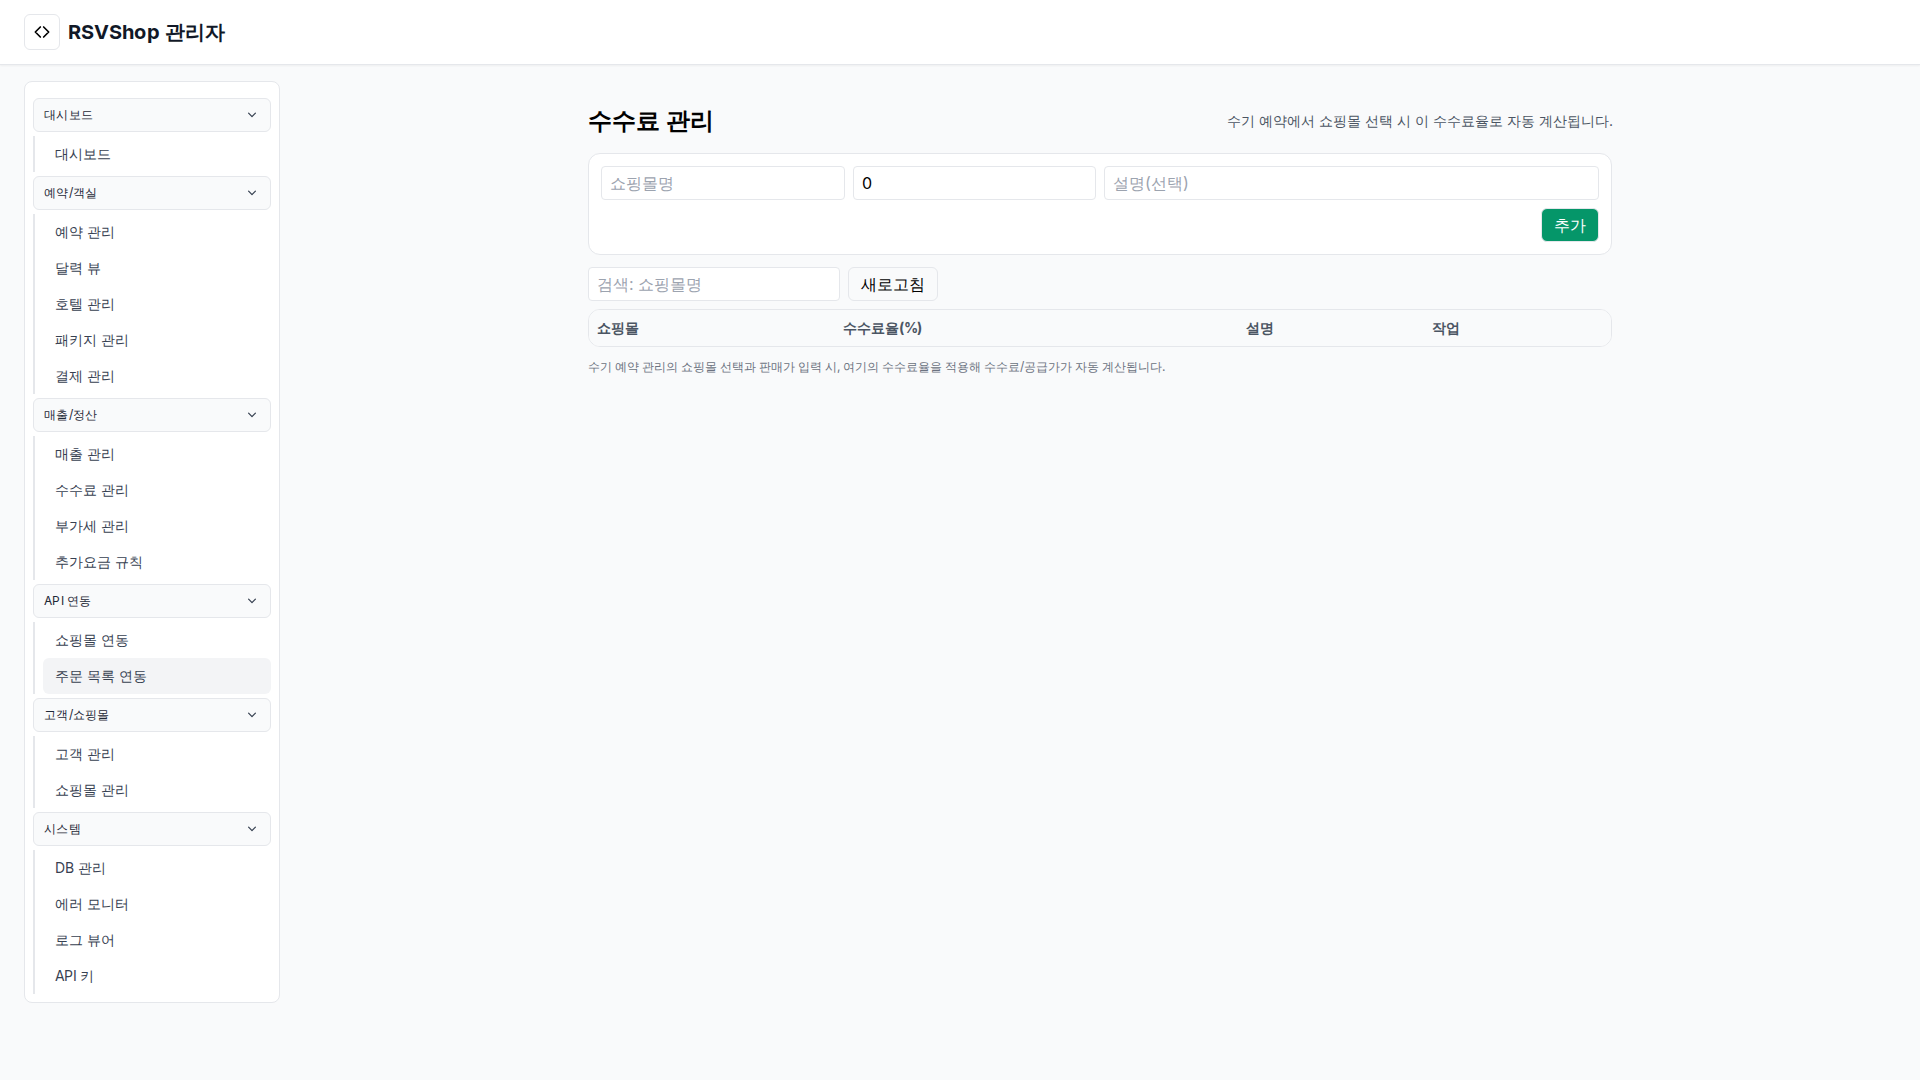 RSVShop 관리자
대시보드
대시보드
예약/객실
예약 관리
달력 뷰
호텔 관리
패키지 관리
결제 관리
매출/정산
매출 관리
수수료 관리
부가세 관리
추가요금 규칙
API 연동
쇼핑몰 연동
주문 목록 연동
고객/쇼핑몰
고객 관리
쇼핑몰 관리
시스템
DB 관리
에러 모니터
로그 뷰어
API 키
수수료 관리
수기 예약에서 쇼핑몰 선택 시 이 수수료율로 자동 계산됩니다.
쇼핑몰명 0 설명(선택)
추가
검색: 쇼핑몰명 새로고침
쇼핑몰 수수료율(%) 설명 작업
수기 예약 관리의 쇼핑몰 선택과 판매가 입력 시, 여기의 수수료율을 적용해 수수료/공급가가 자동 계산됩니다.